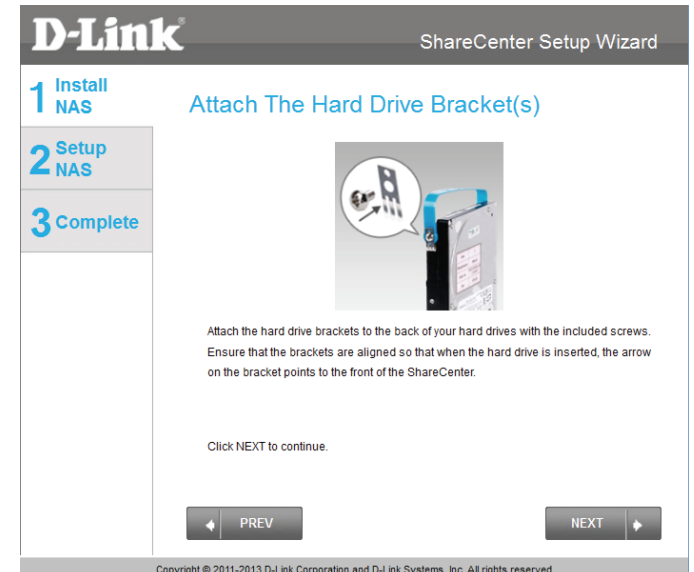 D-Link®
ShareCenter Setup Wizard
1 Install
NAS
2 Setup
NAS
3 Complete
Attach The Hard Drive Bracket(s)
Attach the hard drive brackets to the back of your hard drives with the included screws.
Ensure that the brackets are aligned so that when the hard drive is inserted, the arrow
on the bracket points to the front of the ShareCenter.
Click NEXT to continue.
PREV
NEXT
Copyright © 2011-2013 D-Link Corporation and D-Link Systems, Inc. All rights reserved